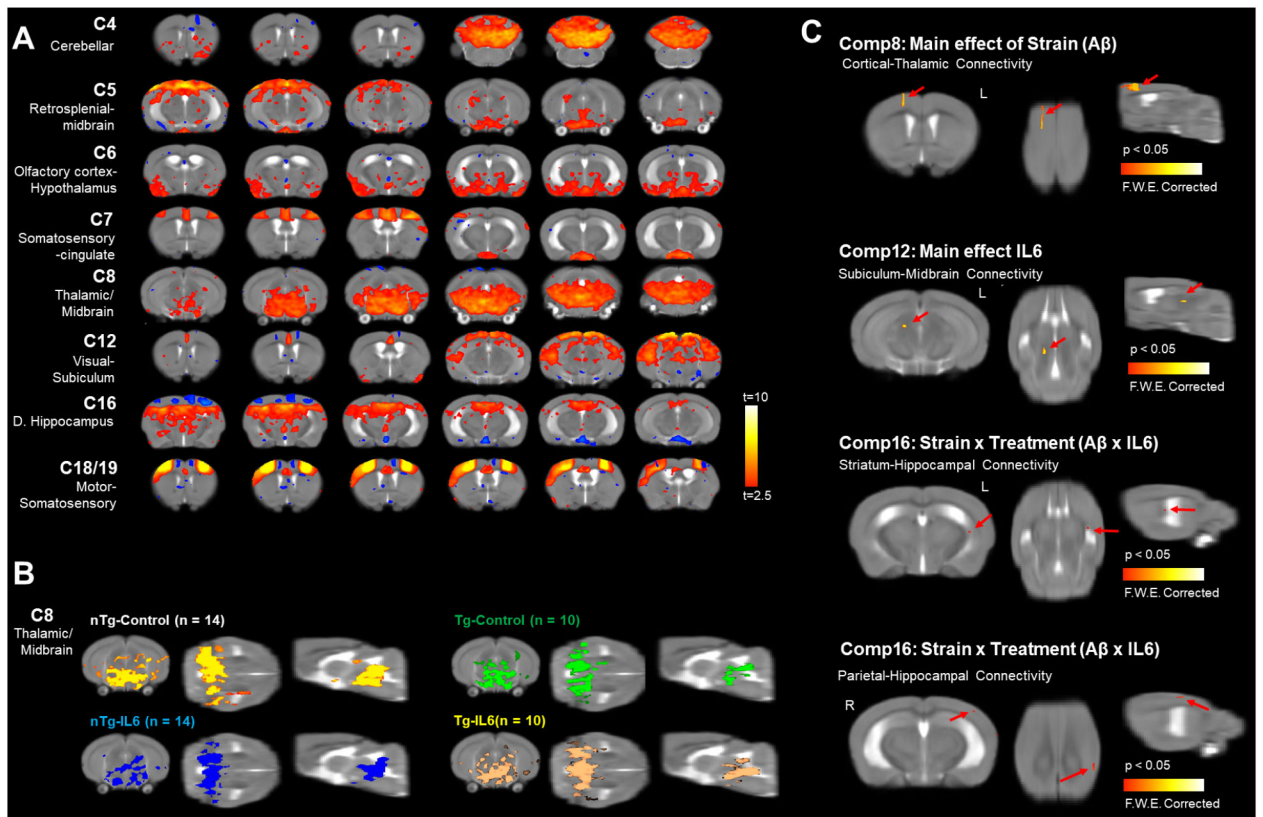 A
C4
Cerebellar
C5
Retrosplenial-
midbrain
C6
Olfactory cortex-
Hypothalamus
C7
Somatosensory
-cingulate
C8
Thalamic/
Midbrain
C12
Visual-
Subiculum
C16
D. Hippocampus
C18/19
Motor-
Somatosensory
t=10
t=2.5
B
C8
Thalamic/
Midbrain
nTg-Control (n = 14)
Tg-Control (n = 10)
nTg-IL6 (n = 14)
Tg-IL6(n = 10)
C
Comp8: Main effect of Strain (Aβ)
Cortical-Thalamic Connectivity
L
p < 0.05
F.W.E. Corrected
Comp12: Main effect IL6
Subiculum-Midbrain Connectivity
L
p < 0.05
F.W.E. Corrected
Comp16: Strain x Treatment (Aβ x IL6)
Striatum-Hippocampal Connectivity
L
p < 0.05
F.W.E. Corrected
Comp16: Strain x Treatment (Aβ x IL6)
Parietal-Hippocampal Connectivity
R
p < 0.05
F.W.E. Corrected